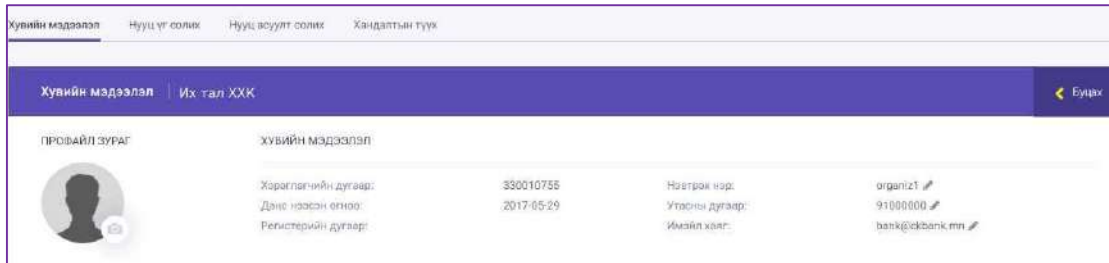 Хувийн мэдээлэл Нууц үг солих Нууц асуулт солих Хандалтын түүх
Хувийн мэдээлэл Их тал ХХК Буцах
ПРОФАЙЛ ЗУРАГ ХУВИЙН МЭДЭЭЛЭЛ
Хэрэглэгчийн дугаар: 330010755 Нэвтрэх нэр: organiz1
Данс нээсэн огноо: 2017-05-29 Утасны дугаар: 91000000
Регистерийн дугаар: Имэйл хаяг: bank@ckbank.mn